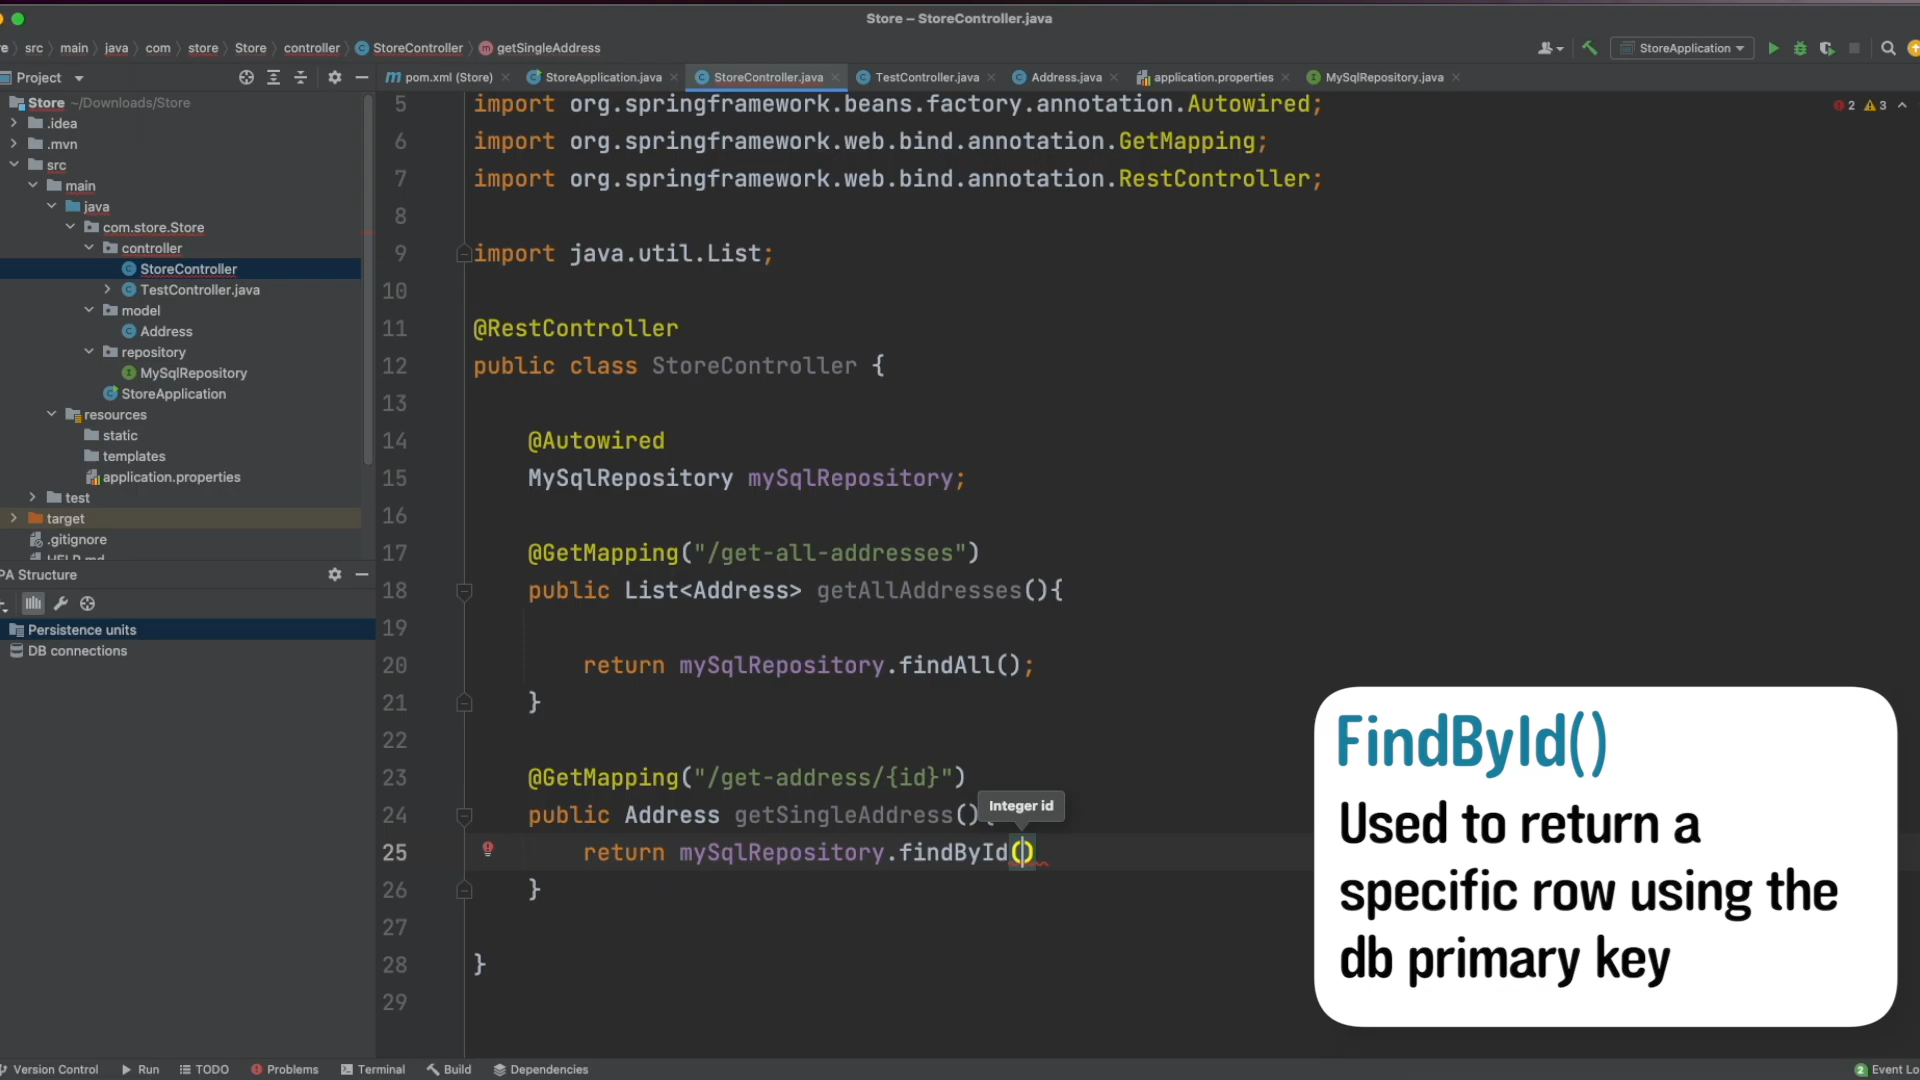 Store – StoreController.java
src main java com store Store controller StoreController getSingleAddress
StoreApplication
Project
pom.xml (Store) StoreApplication.java StoreController.java TestController.java Address.java application.properties MySqlRepository.java
Store ~/Downloads/Store
.idea
.mvn
src
main
java
com.store.Store
controller
StoreController
TestController.java
model
Address
repository
MySqlRepository
StoreApplication
resources
static
templates
application.properties
test
target
.gitignore
HELP.md
PA Structure
Persistence units
DB connections
2 3
5 import org.springframework.beans.factory.annotation.Autowired;
6 import org.springframework.web.bind.annotation.GetMapping;
7 import org.springframework.web.bind.annotation.RestController;
8
9 import java.util.List;
10
11 @RestController
12 public class StoreController {
13
14 @Autowired
15 MySqlRepository mySqlRepository;
16
17 @GetMapping("/get-all-addresses")
18 public List<Address> getAllAddresses(){
19
20 return mySqlRepository.findAll();
21 }
22
23 @GetMapping("/get-address/{id}")
Integer id
24 public Address getSingleAddress(){
25 return mySqlRepository.findById()
26 }
27
28 }
29
FindById()
Used to return a
specific row using the
db primary key
Version Control Run TODO Problems Terminal Build Dependencies
2 Event Lo